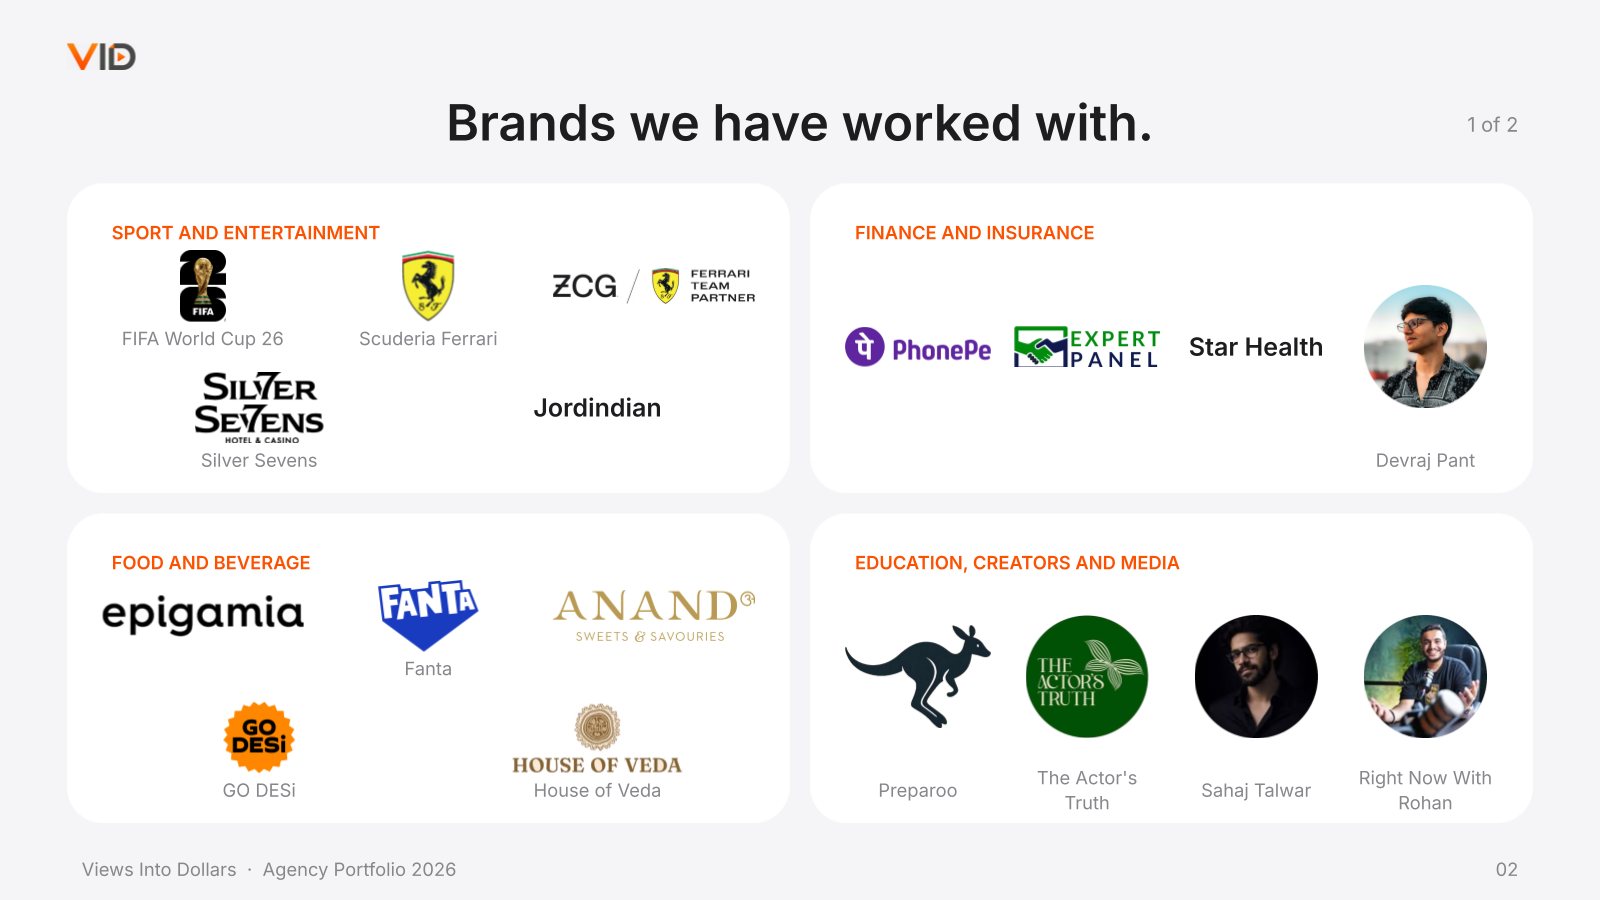 VID
Brands we have worked with.
1 of 2
SPORT AND ENTERTAINMENT
FIFA
FIFA World Cup 26
S F
Scuderia Ferrari
ZCG / FERRARI
TEAM
PARTNER
SILVER
SEVENS
HOTEL & CASINO
Silver Sevens
Jordindian
FINANCE AND INSURANCE
पे PhonePe
EXPERT
PANEL
Star Health
Devraj Pant
FOOD AND BEVERAGE
epigamia
FANTA
Fanta
ANAND
SWEETS & SAVOURIES
GO
DESi
GO DESi
HOUSE OF VEDA
House of Veda
EDUCATION, CREATORS AND MEDIA
Preparoo
THE
ACTOR'S
TRUTH
The Actor's
Truth
Sahaj Talwar
Right Now With
Rohan
Views Into Dollars · Agency Portfolio 2026
02